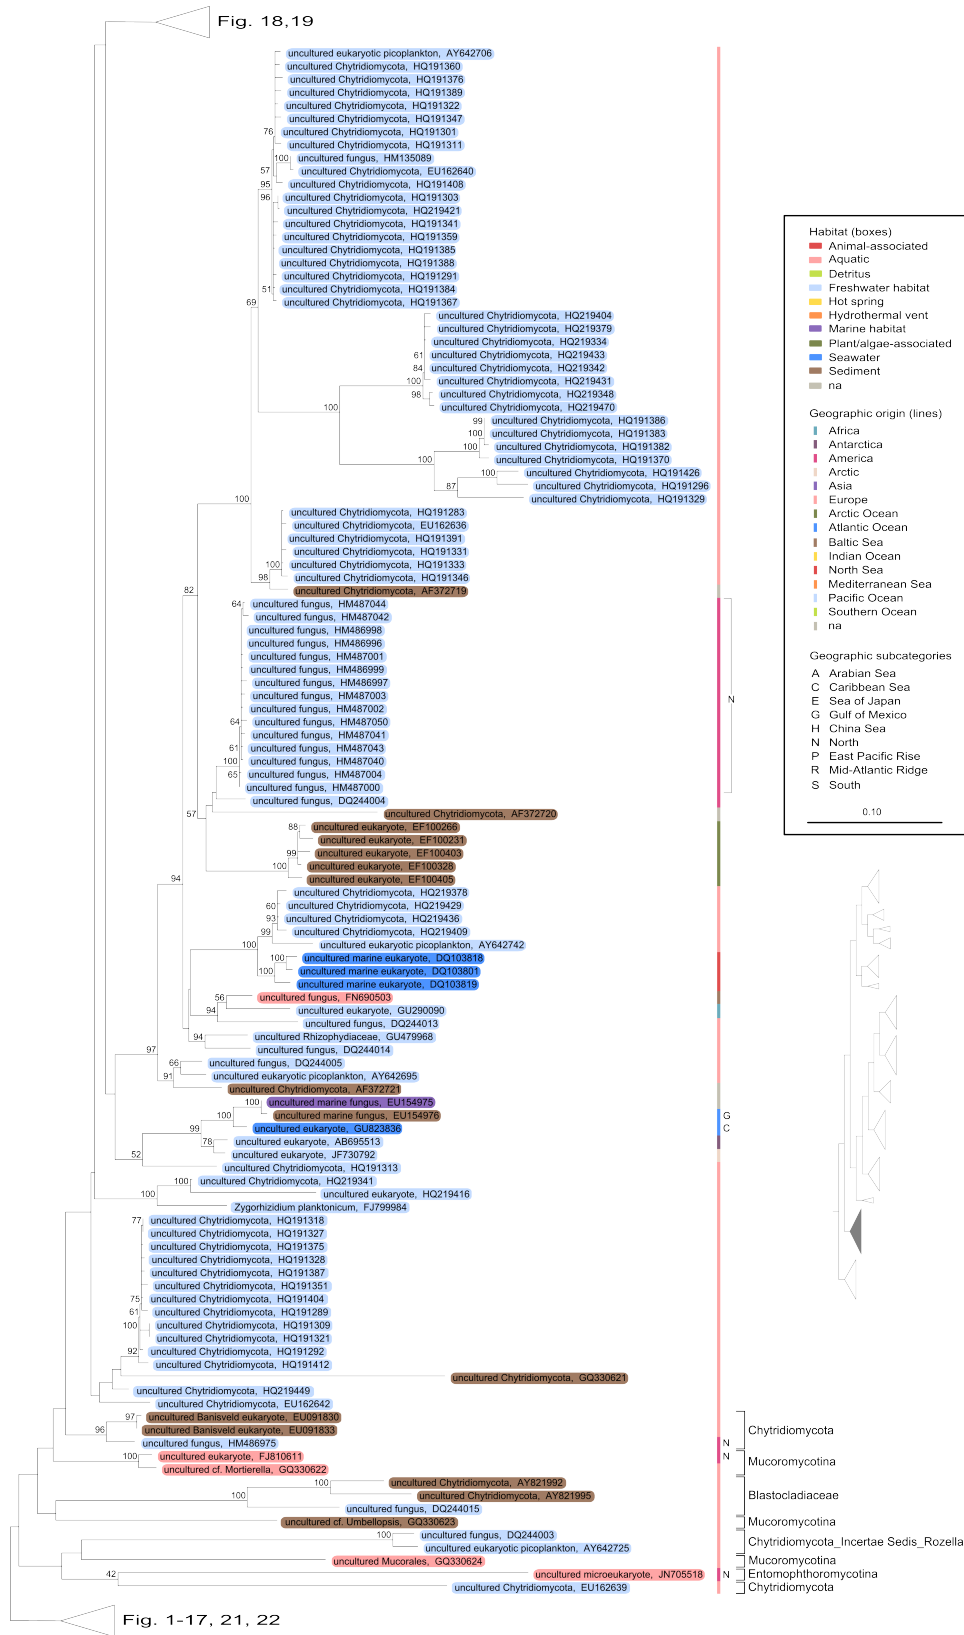 Fig. 18,19
uncultured eukaryotic picoplankton, AY642706
uncultured Chytridiomycota, HQ191360
uncultured Chytridiomycota, HQ191376
uncultured Chytridiomycota, HQ191389
uncultured Chytridiomycota, HQ191322
uncultured Chytridiomycota, HQ191347
76 uncultured Chytridiomycota, HQ191301
uncultured Chytridiomycota, HQ191311
100 uncultured fungus, HM135089
57 uncultured Chytridiomycota, EU162640
95 uncultured Chytridiomycota, HQ191408
96 uncultured Chytridiomycota, HQ191303
uncultured Chytridiomycota, HQ219421
uncultured Chytridiomycota, HQ191341
uncultured Chytridiomycota, HQ191359
uncultured Chytridiomycota, HQ191385
uncultured Chytridiomycota, HQ191388
uncultured Chytridiomycota, HQ191291
51 uncultured Chytridiomycota, HQ191384
69 uncultured Chytridiomycota, HQ191367
uncultured Chytridiomycota, HQ219404
uncultured Chytridiomycota, HQ219379
uncultured Chytridiomycota, HQ219334
61 uncultured Chytridiomycota, HQ219433
84 uncultured Chytridiomycota, HQ219342
100 uncultured Chytridiomycota, HQ219431
98 uncultured Chytridiomycota, HQ219348
100 uncultured Chytridiomycota, HQ219470
99 uncultured Chytridiomycota, HQ191386
100 uncultured Chytridiomycota, HQ191383
100 uncultured Chytridiomycota, HQ191382
100 uncultured Chytridiomycota, HQ191370
100 uncultured Chytridiomycota, HQ191426
87 uncultured Chytridiomycota, HQ191296
100 uncultured Chytridiomycota, HQ191329
uncultured Chytridiomycota, HQ191283
uncultured Chytridiomycota, EU162636
uncultured Chytridiomycota, HQ191391
uncultured Chytridiomycota, HQ191331
uncultured Chytridiomycota, HQ191333
98 uncultured Chytridiomycota, HQ191346
82 uncultured Chytridiomycota, AF372719
64 uncultured fungus, HM487044
uncultured fungus, HM487042
uncultured fungus, HM486998
uncultured fungus, HM486996
uncultured fungus, HM487001
uncultured fungus, HM486999
uncultured fungus, HM486997
uncultured fungus, HM487003
N
uncultured fungus, HM487002
64 uncultured fungus, HM487050
uncultured fungus, HM487041
61 uncultured fungus, HM487043
100 uncultured fungus, HM487040
65 uncultured fungus, HM487004
uncultured fungus, HM487000
uncultured fungus, DQ244004
57 uncultured Chytridiomycota, AF372720
88 uncultured eukaryote, EF100266
uncultured eukaryote, EF100231
99 uncultured eukaryote, EF100403
100 uncultured eukaryote, EF100328
94 uncultured eukaryote, EF100405
uncultured Chytridiomycota, HQ219378
60 uncultured Chytridiomycota, HQ219429
93 uncultured Chytridiomycota, HQ219436
99 uncultured Chytridiomycota, HQ219409
100 uncultured eukaryotic picoplankton, AY642742
100 uncultured marine eukaryote, DQ103818
100 uncultured marine eukaryote, DQ103801
uncultured marine eukaryote, DQ103819
56 uncultured fungus, FN690503
94 uncultured eukaryote, GU290090
uncultured fungus, DQ244013
94 uncultured Rhizophydiaceae, GU479968
97 uncultured fungus, DQ244014
66 uncultured fungus, DQ244005
91 uncultured eukaryotic picoplankton, AY642695
uncultured Chytridiomycota, AF372721
100 uncultured marine fungus, EU154975
100 uncultured marine fungus, EU154976 G
99 uncultured eukaryote, GU823836 C
78 uncultured eukaryote, AB695513
uncultured eukaryote, JF730792
52 uncultured Chytridiomycota, HQ191313
100 uncultured Chytridiomycota, HQ219341
100 uncultured eukaryote, HQ219416
Zygorhizidium planktonicum, FJ799984
77 uncultured Chytridiomycota, HQ191318
uncultured Chytridiomycota, HQ191327
uncultured Chytridiomycota, HQ191375
uncultured Chytridiomycota, HQ191328
uncultured Chytridiomycota, HQ191387
uncultured Chytridiomycota, HQ191351
75 uncultured Chytridiomycota, HQ191404
61 uncultured Chytridiomycota, HQ191289
100 uncultured Chytridiomycota, HQ191309
uncultured Chytridiomycota, HQ191321
92 uncultured Chytridiomycota, HQ191292
uncultured Chytridiomycota, HQ191412
uncultured Chytridiomycota, GQ330621
uncultured Chytridiomycota, HQ219449
uncultured Chytridiomycota, EU162642
97 uncultured Banisveld eukaryote, EU091830
96 uncultured Banisveld eukaryote, EU091833 Chytridiomycota
uncultured fungus, HM486975 N
100 uncultured eukaryote, FJ810611 N Mucoromycotina
uncultured cf. Mortierella, GQ330622
100 uncultured Chytridiomycota, AY821992
100 uncultured Chytridiomycota, AY821995 Blastocladiaceae
uncultured fungus, DQ244015
uncultured cf. Umbellopsis, GQ330623 Mucoromycotina
100 uncultured fungus, DQ244003 Chytridiomycota_Incertae Sedis_Rozella
uncultured eukaryotic picoplankton, AY642725
uncultured Mucorales, GQ330624 Mucoromycotina
42 uncultured microeukaryote, JN705518 N Entomophthoromycotina
uncultured Chytridiomycota, EU162639 Chytridiomycota
Fig. 1-17, 21, 22
Habitat (boxes)
Animal-associated
Aquatic
Detritus
Freshwater habitat
Hot spring
Hydrothermal vent
Marine habitat
Plant/algae-associated
Seawater
Sediment
na
Geographic origin (lines)
Africa
Antarctica
America
Arctic
Asia
Europe
Arctic Ocean
Atlantic Ocean
Baltic Sea
Indian Ocean
North Sea
Mediterranean Sea
Pacific Ocean
Southern Ocean
na
Geographic subcategories
A Arabian Sea
C Caribbean Sea
E Sea of Japan
G Gulf of Mexico
H China Sea
N North
P East Pacific Rise
R Mid-Atlantic Ridge
S South
0.10